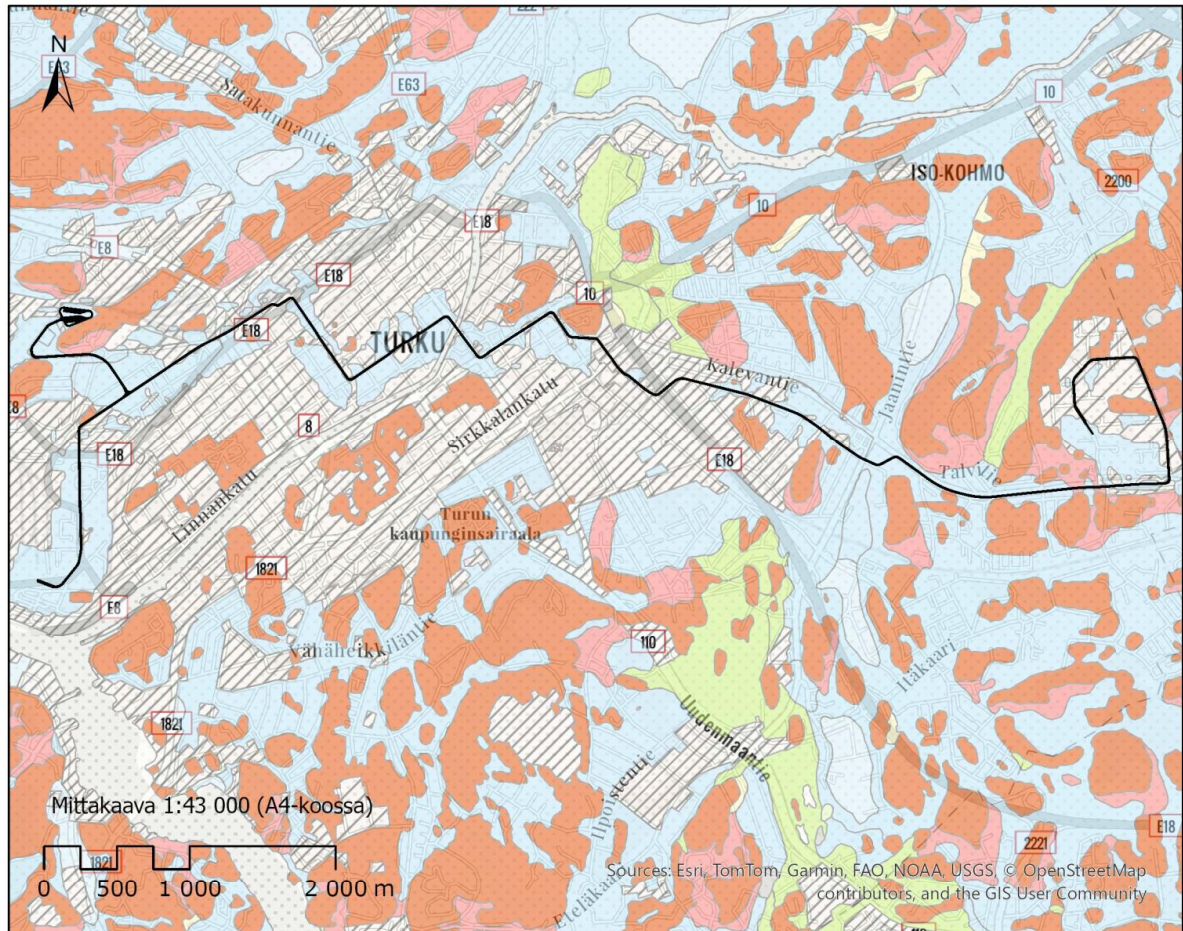 222
N
E63
E63
Satakunnantie
10
ISO-KOHMO
2200
10
E18
E8
E18
10
E18
TURKU
Kalevantie
Jaanintie
E18
8
Sirkkalankatu
E18
E18
Talvitie
Linnankatu
Turun
kaupunginsairaala
1821
E8
Vähäheikkiläntie
110
Itäkaari
Uudenmaantie
1821
Ilpoistentie
Mittakaava 1:43 000 (A4-koossa)
E18
2221
1821
0 500 1 000 2 000 m
Sources: Esri, TomTom, Garmin, FAO, NOAA, USGS, © OpenStreetMap
contributors, and the GIS User Community